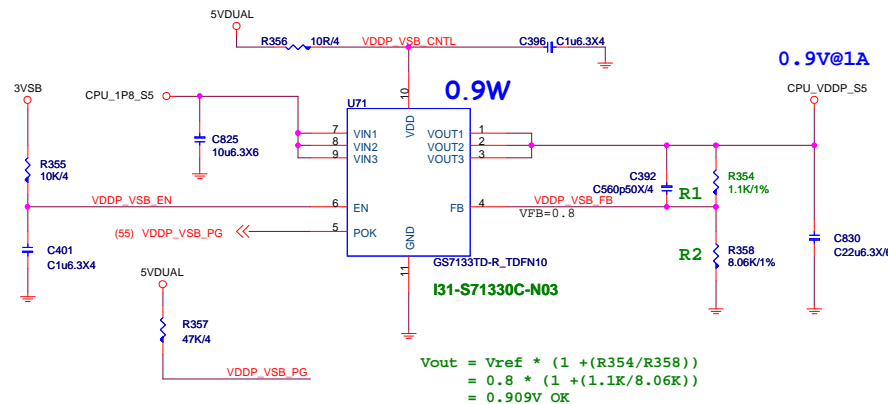 5VDUAL
R356 10R/4 VDDP_VSB_CNTL C396 C1u6.3X4
0.9V@1A
3VSB
CPU_1P8_S5
CPU_VDDP_S5
0.9W
U71
10
VDD
7 VIN1 VOUT1 1
8 VIN2 VOUT2 2
9 VIN3 VOUT3 3
C825
10u6.3X6
R355
10K/4
C392
C560p50X/4
R1
R354
1.1K/1%
VDDP_VSB_EN
6 EN FB 4
VDDP_VSB_FB
VFB=0.8
(55) VDDP_VSB_PG
5 POK
GND
11
C401
C1u6.3X4
R2
R358
8.06K/1%
C830
C22u6.3X/6
GS7133TD-R_TDFN10
I31-S71330C-N03
5VDUAL
R357
47K/4
VDDP_VSB_PG
Vout = Vref * (1 +(R354/R358))
= 0.8 * (1 +(1.1K/8.06K))
= 0.909V OK